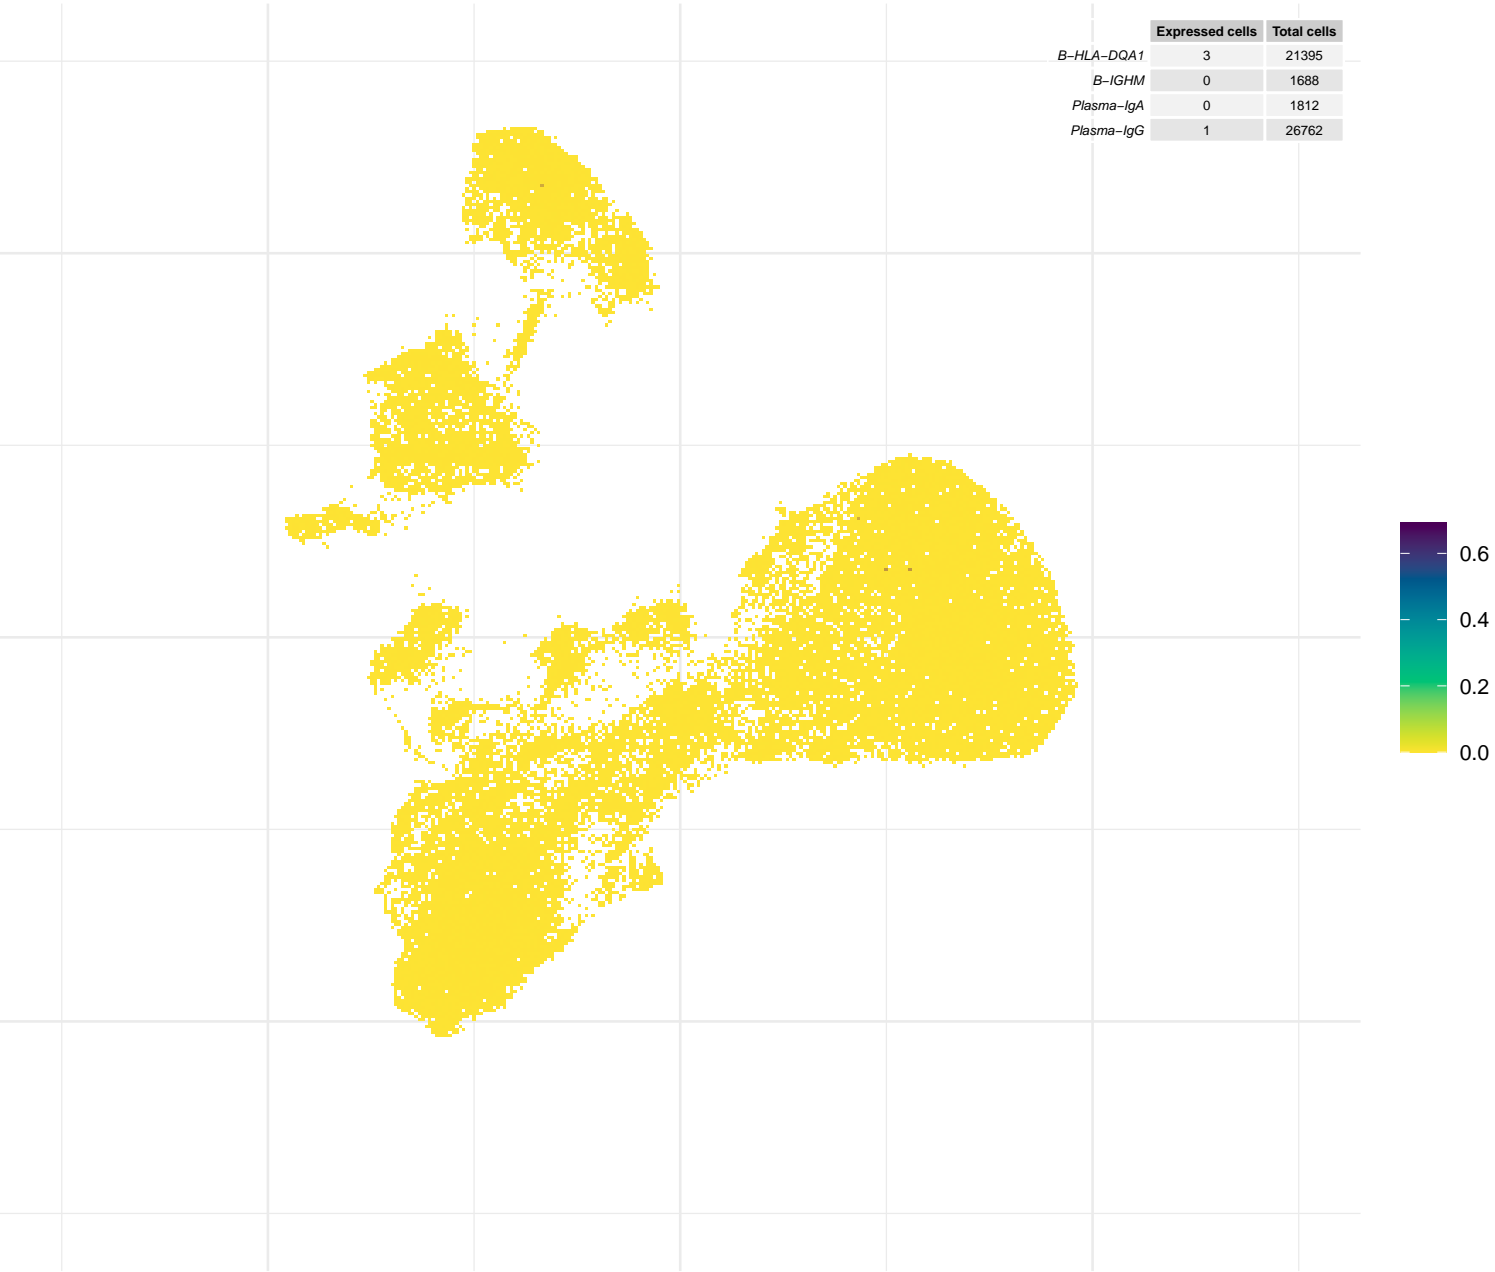 Expressed cells Total cells
B−HLA−DQA1 3 21395
B−IGHM 0 1688
Plasma−IgA 0 1812
Plasma−IgG 1 26762
0.6
0.4
0.2
0.0